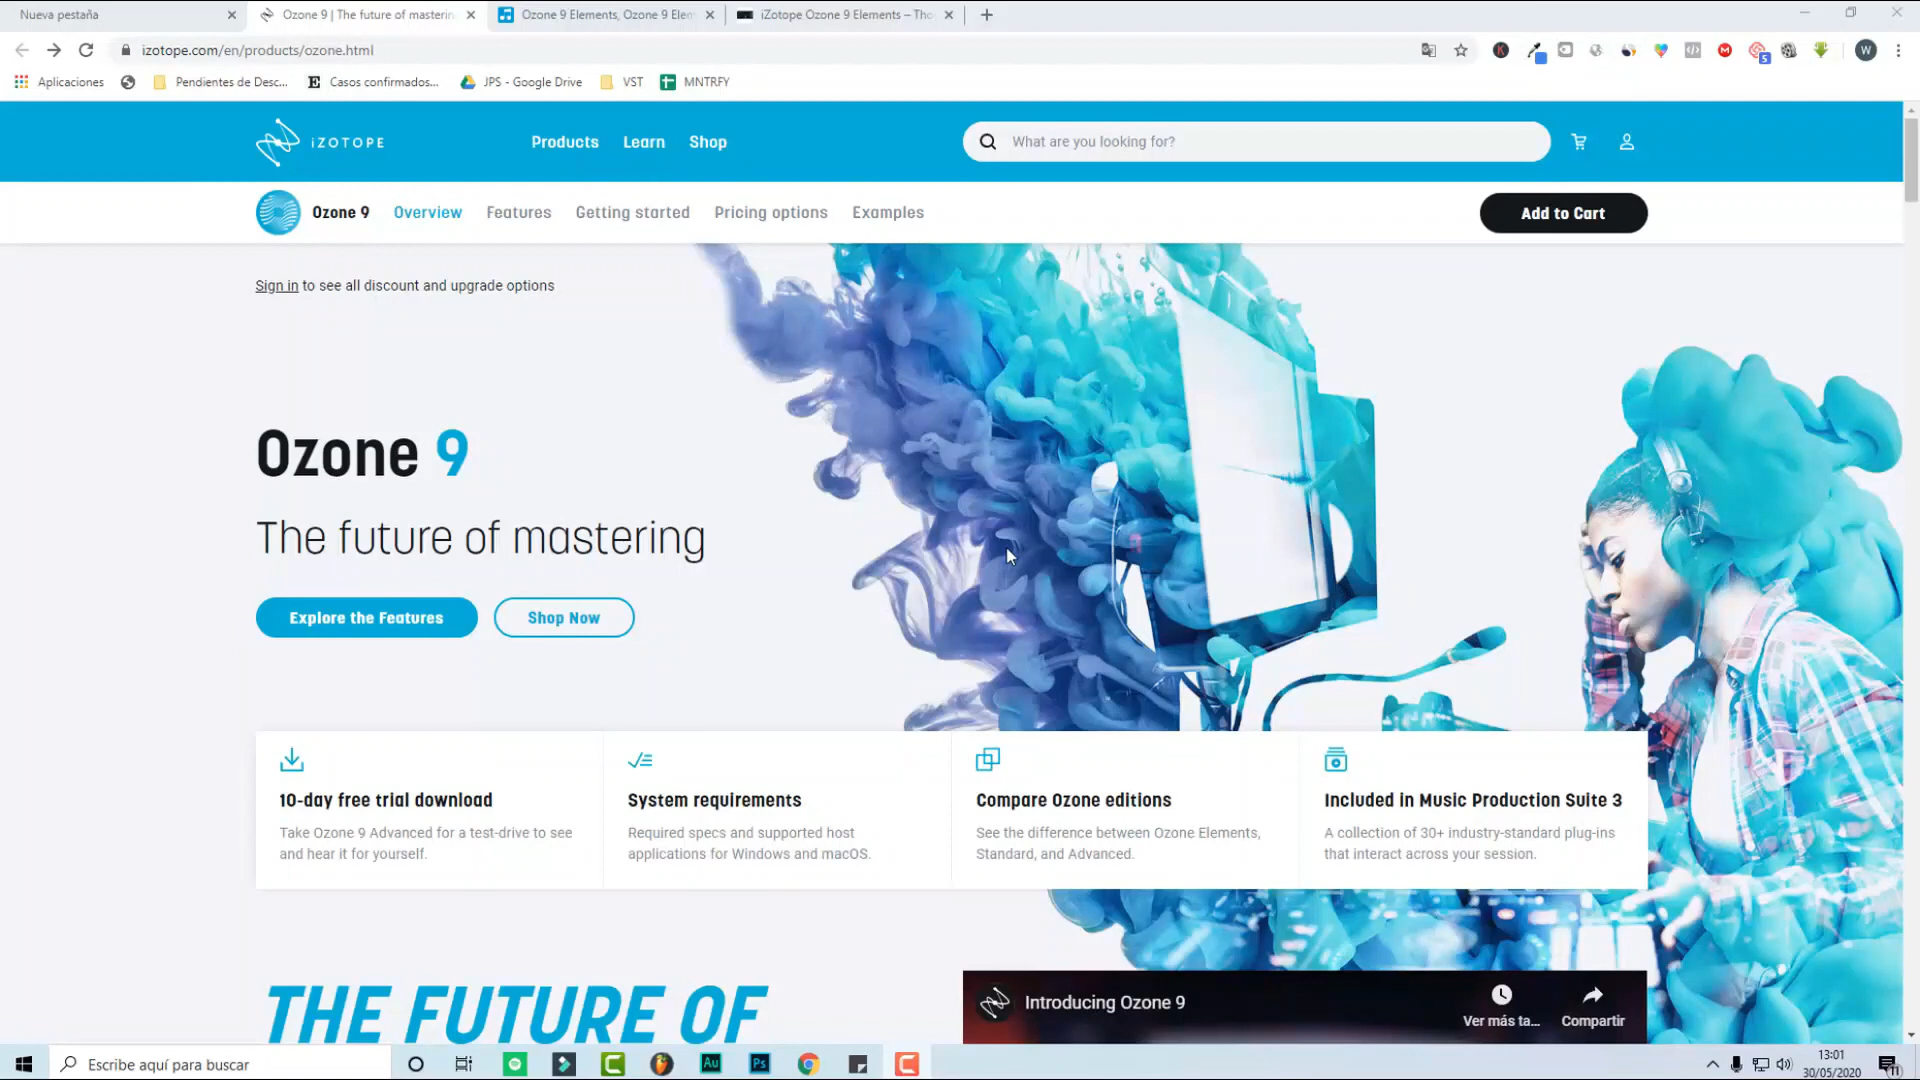 Nueva pestaña
Ozone 9 | The future of masterin
Ozone 9 Elements, Ozone 9 Elem
iZotope Ozone 9 Elements – Tho
izotope.com/en/products/ozone.html
Aplicaciones
Pendientes de Desc...
Casos confirmados...
JPS - Google Drive
VST
MNTRFY
iZOTOPE
Products
Learn
Shop
What are you looking for?
Ozone 9
Overview
Features
Getting started
Pricing options
Examples
Add to Cart
Sign in to see all discount and upgrade options
Ozone 9
The future of mastering
Explore the Features
Shop Now
10-day free trial download
Take Ozone 9 Advanced for a test-drive to see
and hear it for yourself.
System requirements
Required specs and supported host
applications for Windows and macOS.
Compare Ozone editions
See the difference between Ozone Elements,
Standard, and Advanced.
Included in Music Production Suite 3
A collection of 30+ industry-standard plug-ins
that interact across your session.
THE FUTURE OF
Introducing Ozone 9
Ver más ta...
Compartir
Escribe aquí para buscar
Au
Ps
13:01
30/05/2020
11